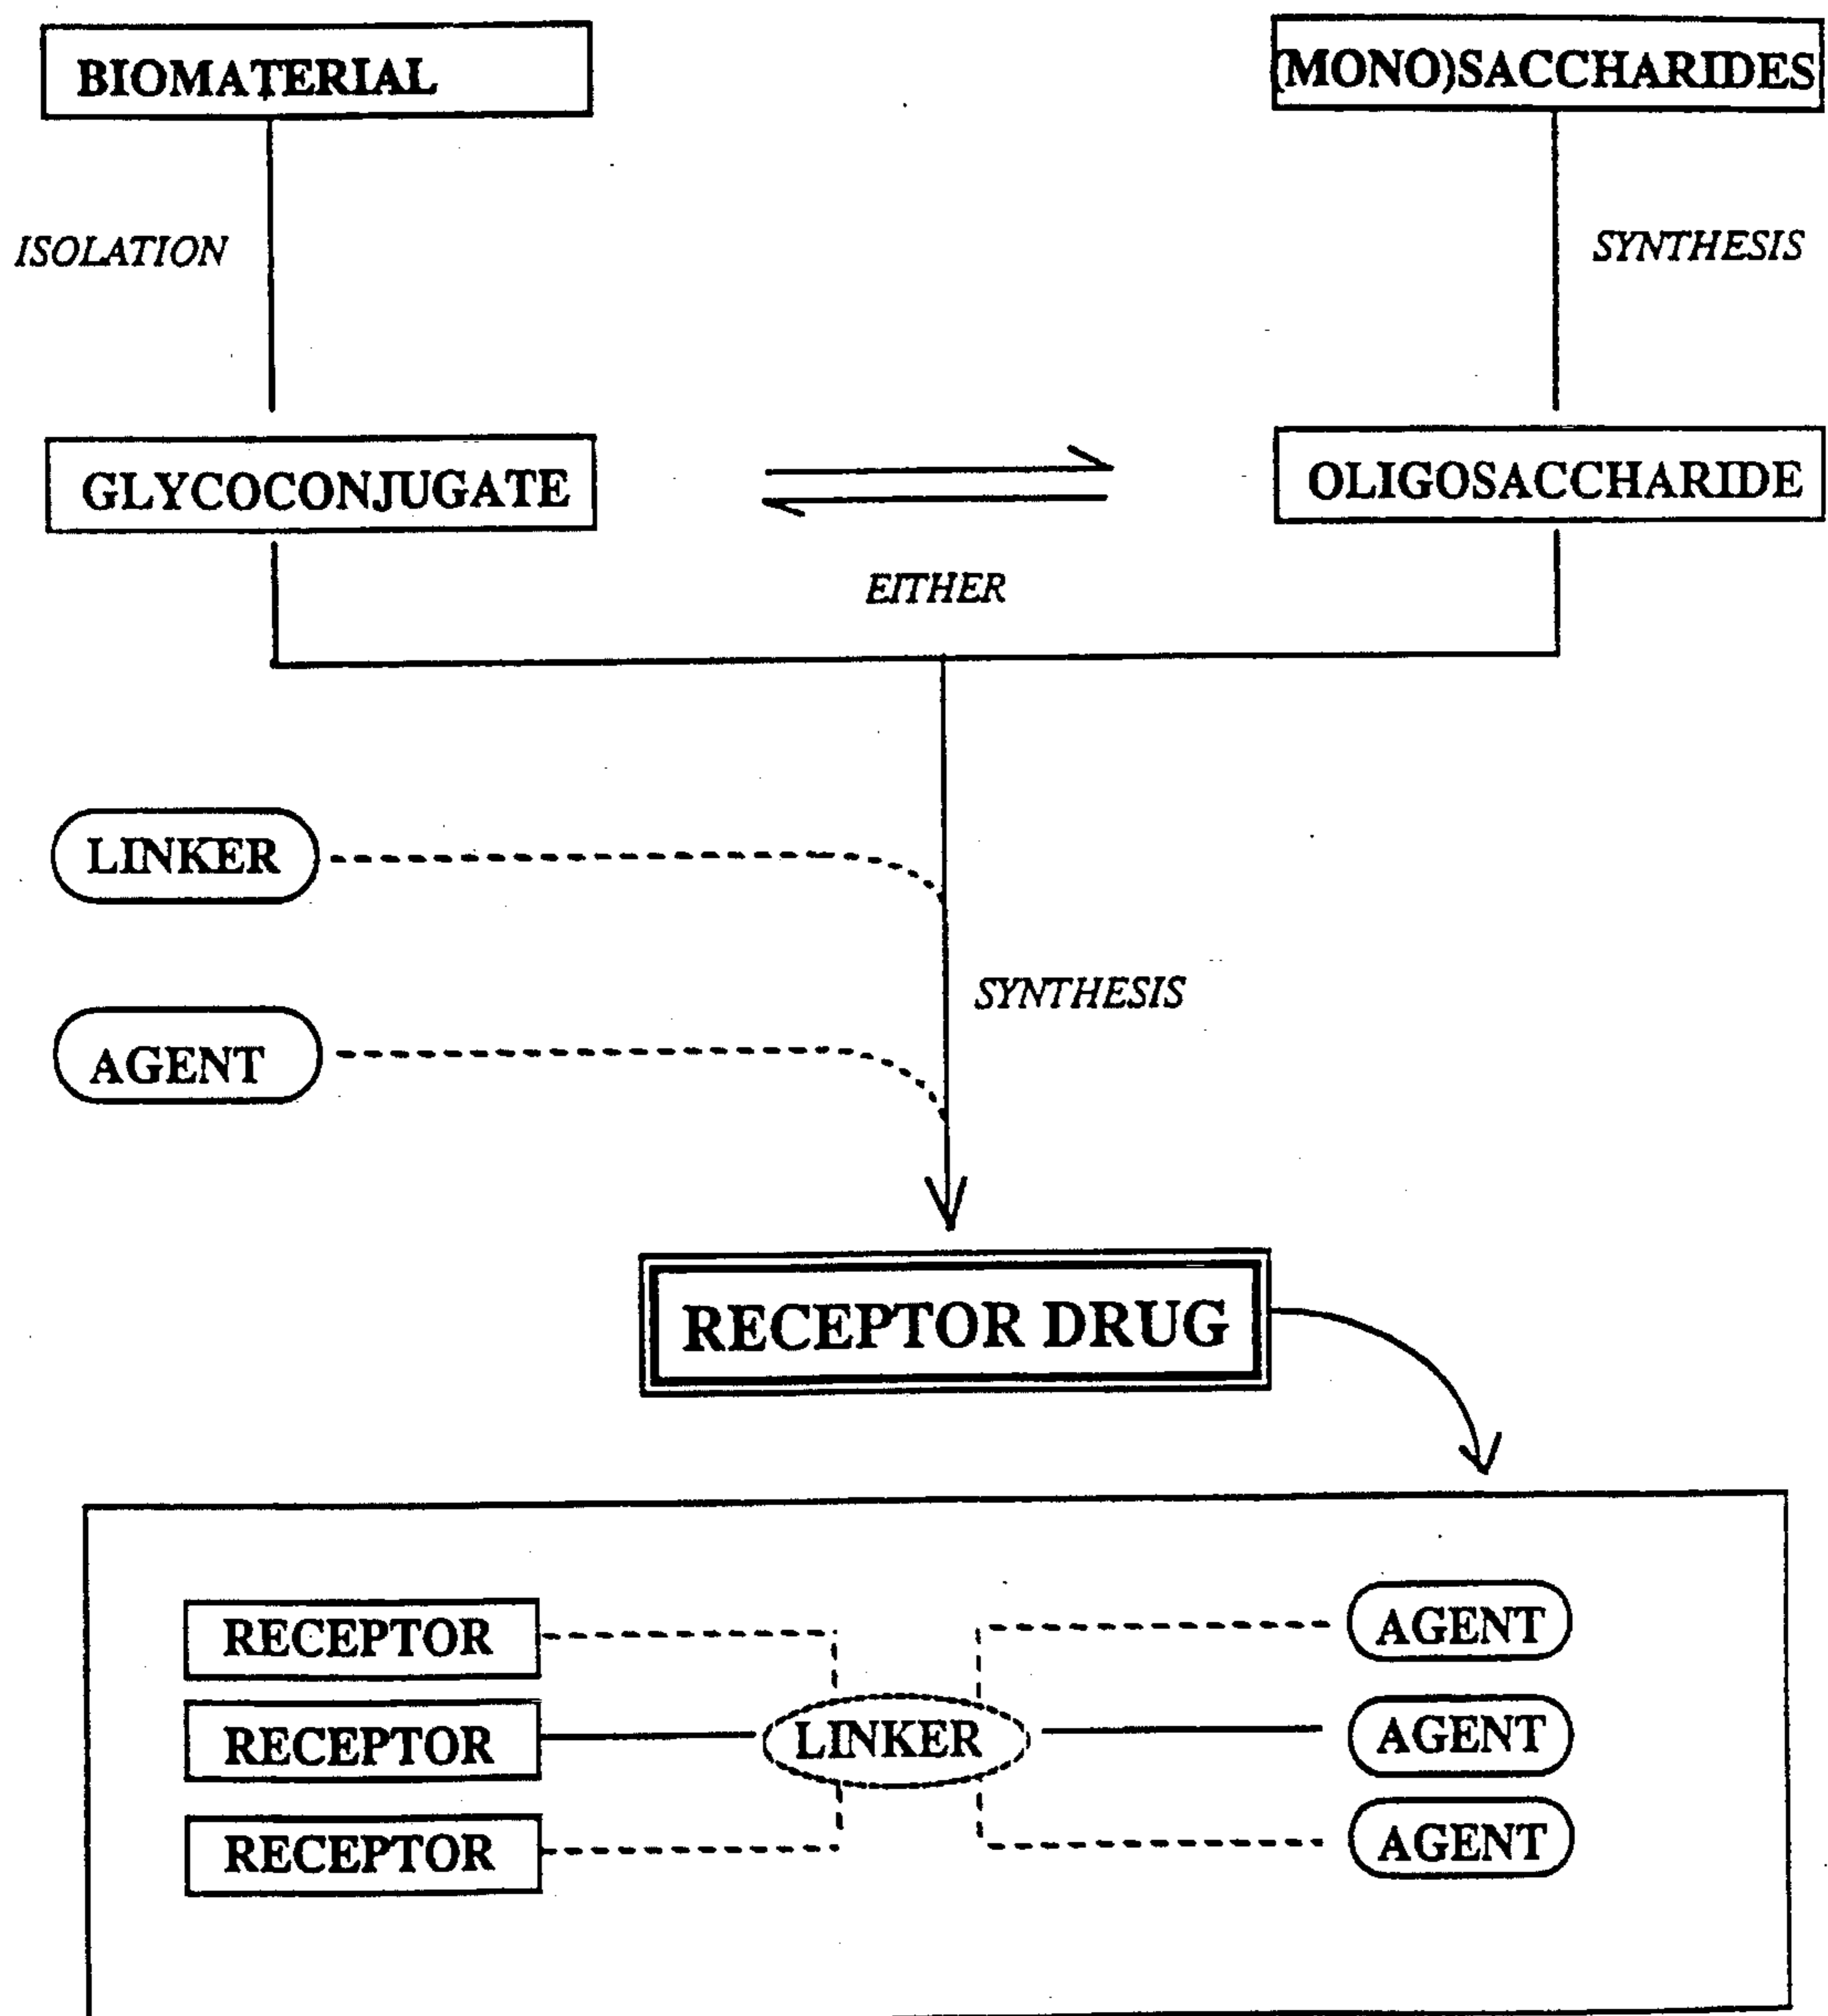 BIOMATERIAL
(MONO)SACCHARIDES
ISOLATION
SYNTHESIS
GLYCOCONJUGATE
OLIGOSACCHARIDE
EITHER
LINKER
SYNTHESIS
AGENT
RECEPTOR DRUG
RECEPTOR
AGENT
RECEPTOR
LINKER
AGENT
RECEPTOR
AGENT